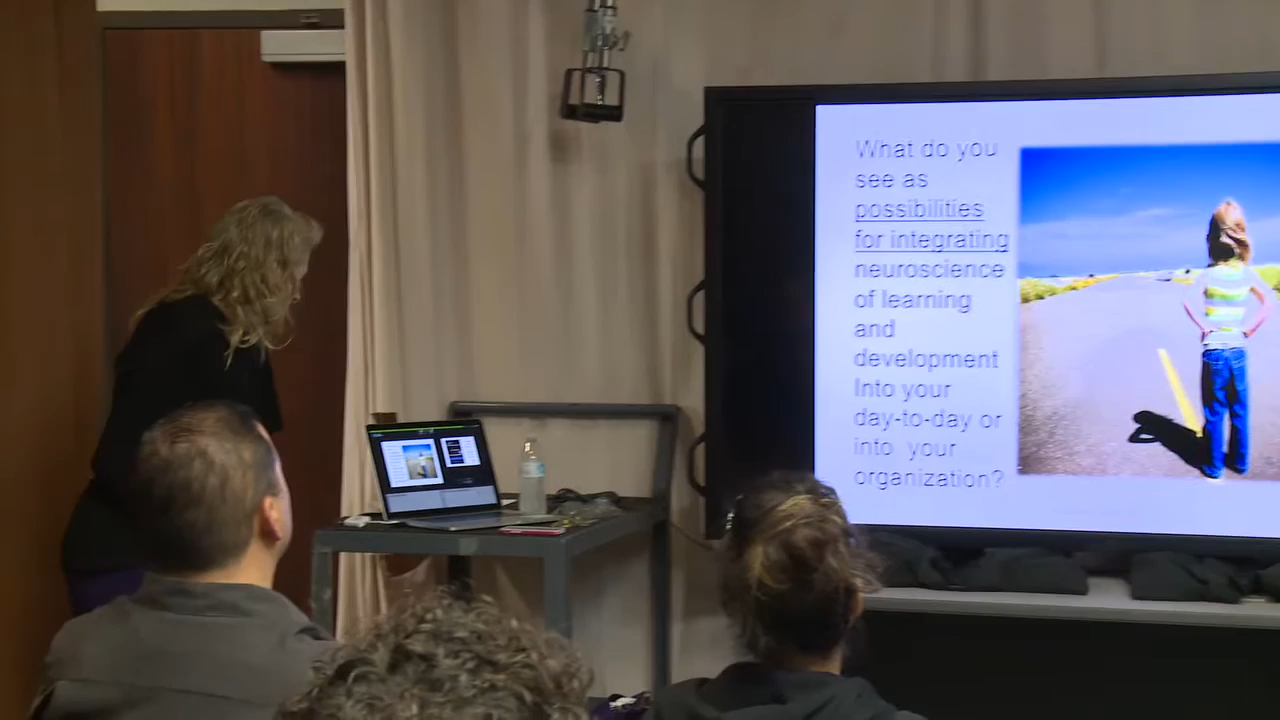 What do you
see as
possibilities
for integrating
neuroscience
of learning
and
development
Into your
day-to-day or
into your
organization?